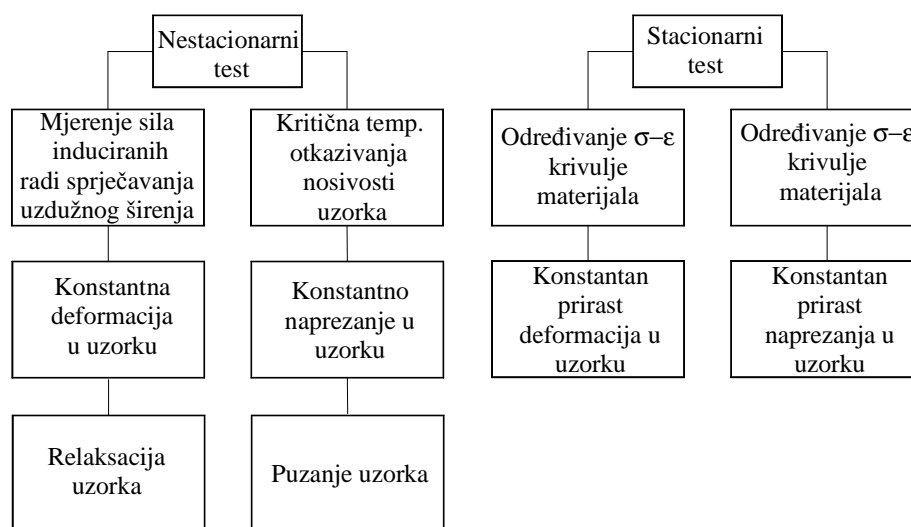 Nestacionarni
test
Stacionarni
test
Mjerenje sila
induciranih
radi sprječavanja
uzdužnog širenja
Kritična temp.
otkazivanja
nosivosti
uzorka
Određivanje σ–ε
krivulje
materijala
Određivanje σ–ε
krivulje
materijala
Konstantna
deformacija
u uzorku
Konstantno
naprezanje u
uzorku
Konstantan
prirast
deformacija u
uzorku
Konstantan
prirast
naprezanja u
uzorku
Relaksacija
uzorka
Puzanje uzorka